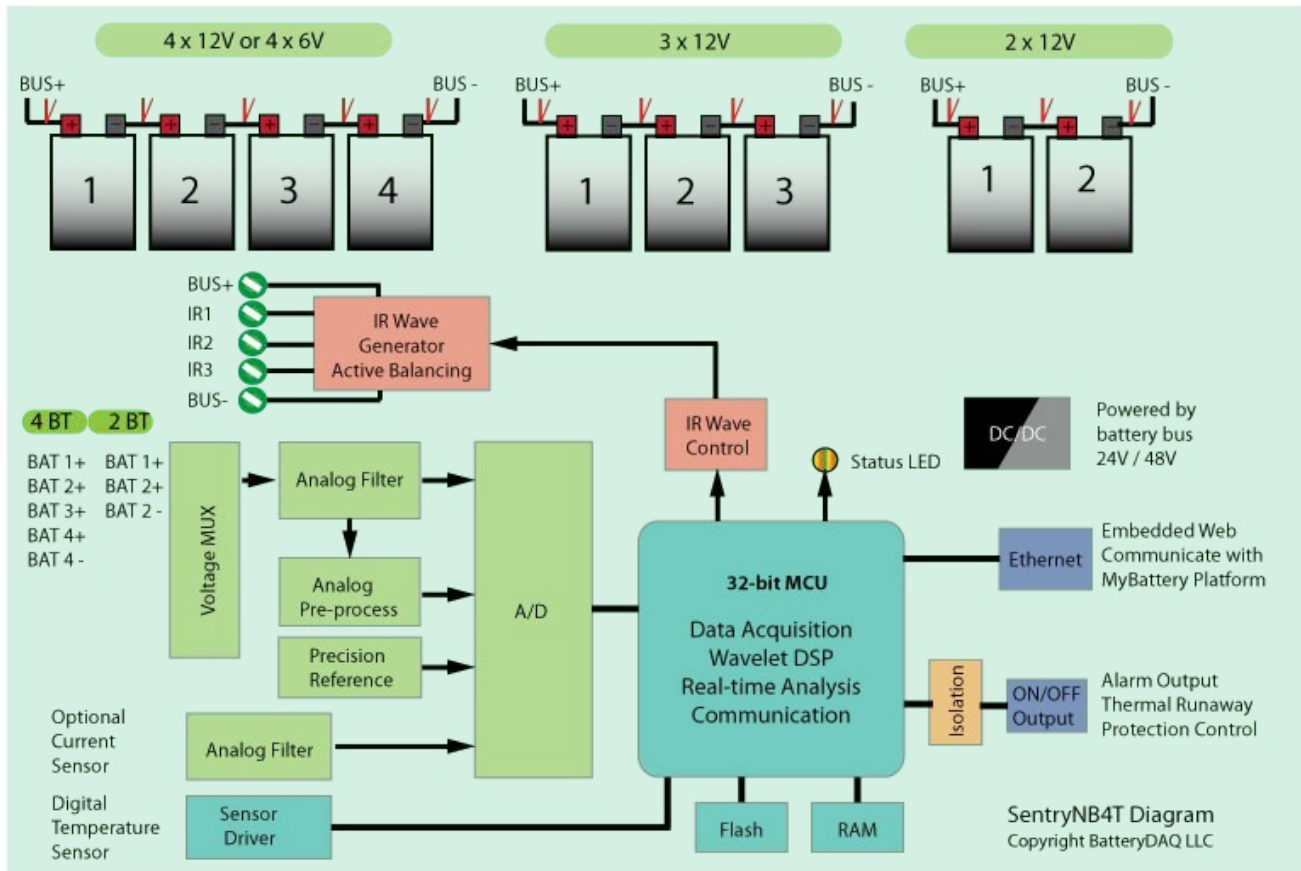 4 x 12V or 4 x 6V
3 x 12V
2 x 12V
BUS+
BUS -
BUS+
BUS -
BUS+
BUS -
+
−
+
−
+
−
+
−
+
−
+
−
+
−
+
−
+
−
1
2
3
4
1
2
3
1
2
BUS+
IR1
IR2
IR3
BUS-
IR Wave
Generator
Active Balancing
4 BT
2 BT
BAT 1+
BAT 2+
BAT 3+
BAT 4+
BAT 4 -
BAT 1+
BAT 2+
BAT 2 -
Voltage MUX
Analog Filter
Analog
Pre-process
Precision
Reference
A/D
IR Wave
Control
Status LED
DC/DC
Powered by
battery bus
24V / 48V
32-bit MCU
Data Acquisition
Wavelet DSP
Real-time Analysis
Communication
Ethernet
Embedded Web
Communicate with
MyBattery Platform
Isolation
ON/OFF
Output
Alarm Output
Thermal Runaway
Protection Control
Optional
Current
Sensor
Analog Filter
Digital
Temperature
Sensor
Sensor
Driver
Flash
RAM
SentryNB4T Diagram
Copyright BatteryDAQ LLC